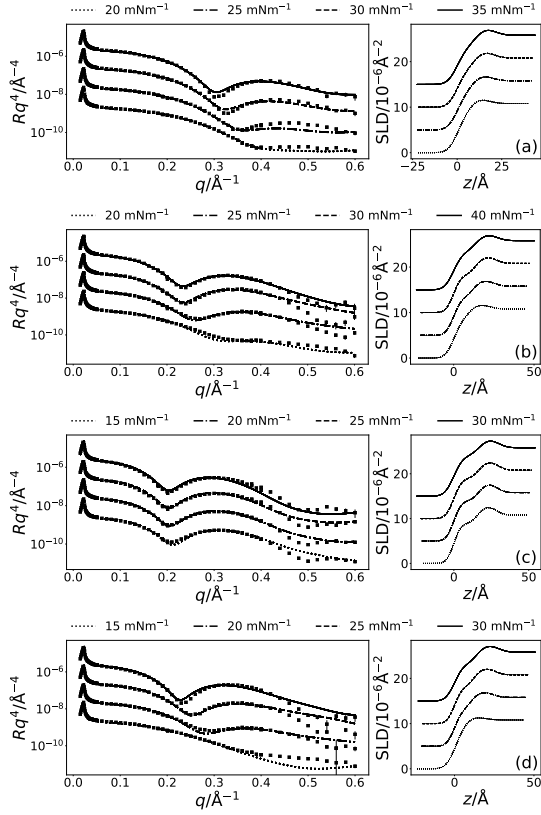 20 mNm⁻¹ 25 mNm⁻¹ 30 mNm⁻¹ 35 mNm⁻¹
Rq⁴/Å⁻⁴
10⁻⁶
10⁻⁸
10⁻¹⁰
0.0 0.1 0.2 0.3 0.4 0.5 0.6
q/Å⁻¹
SLD/10⁻⁶Å⁻²
20
10
0
−25 0 25 50
z/Å
(a)
20 mNm⁻¹ 25 mNm⁻¹ 30 mNm⁻¹ 40 mNm⁻¹
Rq⁴/Å⁻⁴
10⁻⁶
10⁻⁸
10⁻¹⁰
0.0 0.1 0.2 0.3 0.4 0.5 0.6
q/Å⁻¹
SLD/10⁻⁶Å⁻²
20
10
0
0 50
z/Å
(b)
15 mNm⁻¹ 20 mNm⁻¹ 25 mNm⁻¹ 30 mNm⁻¹
Rq⁴/Å⁻⁴
10⁻⁶
10⁻⁸
10⁻¹⁰
0.0 0.1 0.2 0.3 0.4 0.5 0.6
q/Å⁻¹
SLD/10⁻⁶Å⁻²
20
10
0
0 50
z/Å
(c)
15 mNm⁻¹ 20 mNm⁻¹ 25 mNm⁻¹ 30 mNm⁻¹
Rq⁴/Å⁻⁴
10⁻⁶
10⁻⁸
10⁻¹⁰
0.0 0.1 0.2 0.3 0.4 0.5 0.6
q/Å⁻¹
SLD/10⁻⁶Å⁻²
20
10
0
0 50
z/Å
(d)